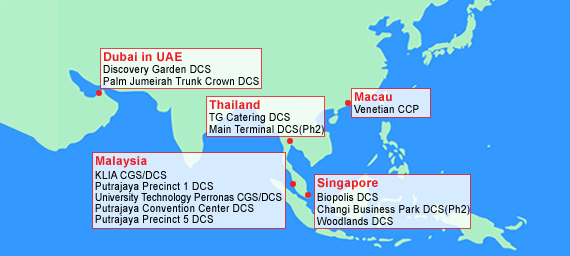 Dubai in UAE
Discovery Garden DCS
Palm Jumeirah Trunk Crown DCS
Thailand
TG Catering DCS
Main Terminal DCS(Ph2)
Macau
Venetian CCP
Malaysia
KLIA CGS/DCS
Putrajaya Precinct 1 DCS
University Technology Perronas CGS/DCS
Putrajaya Convention Center DCS
Putrajaya Precinct 5 DCS
Singapore
Biopolis DCS
Changi Business Park DCS(Ph2)
Woodlands DCS